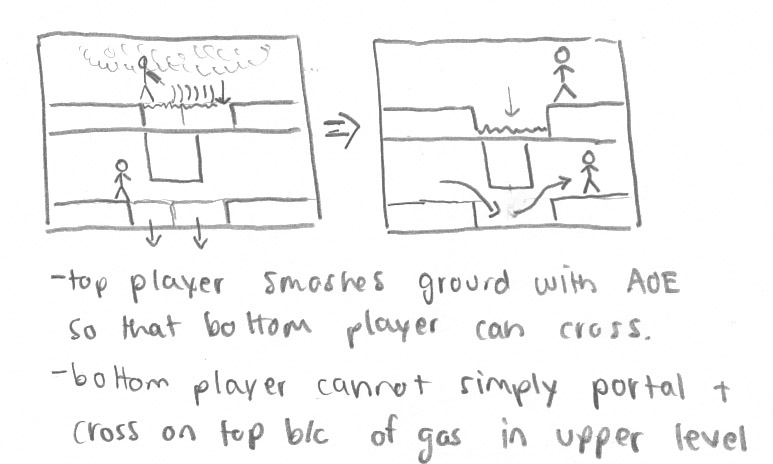 -top player smashes ground with AOE
so that bottom player can cross.
-bottom player cannot simply portal +
cross on top b/c of gas in upper level